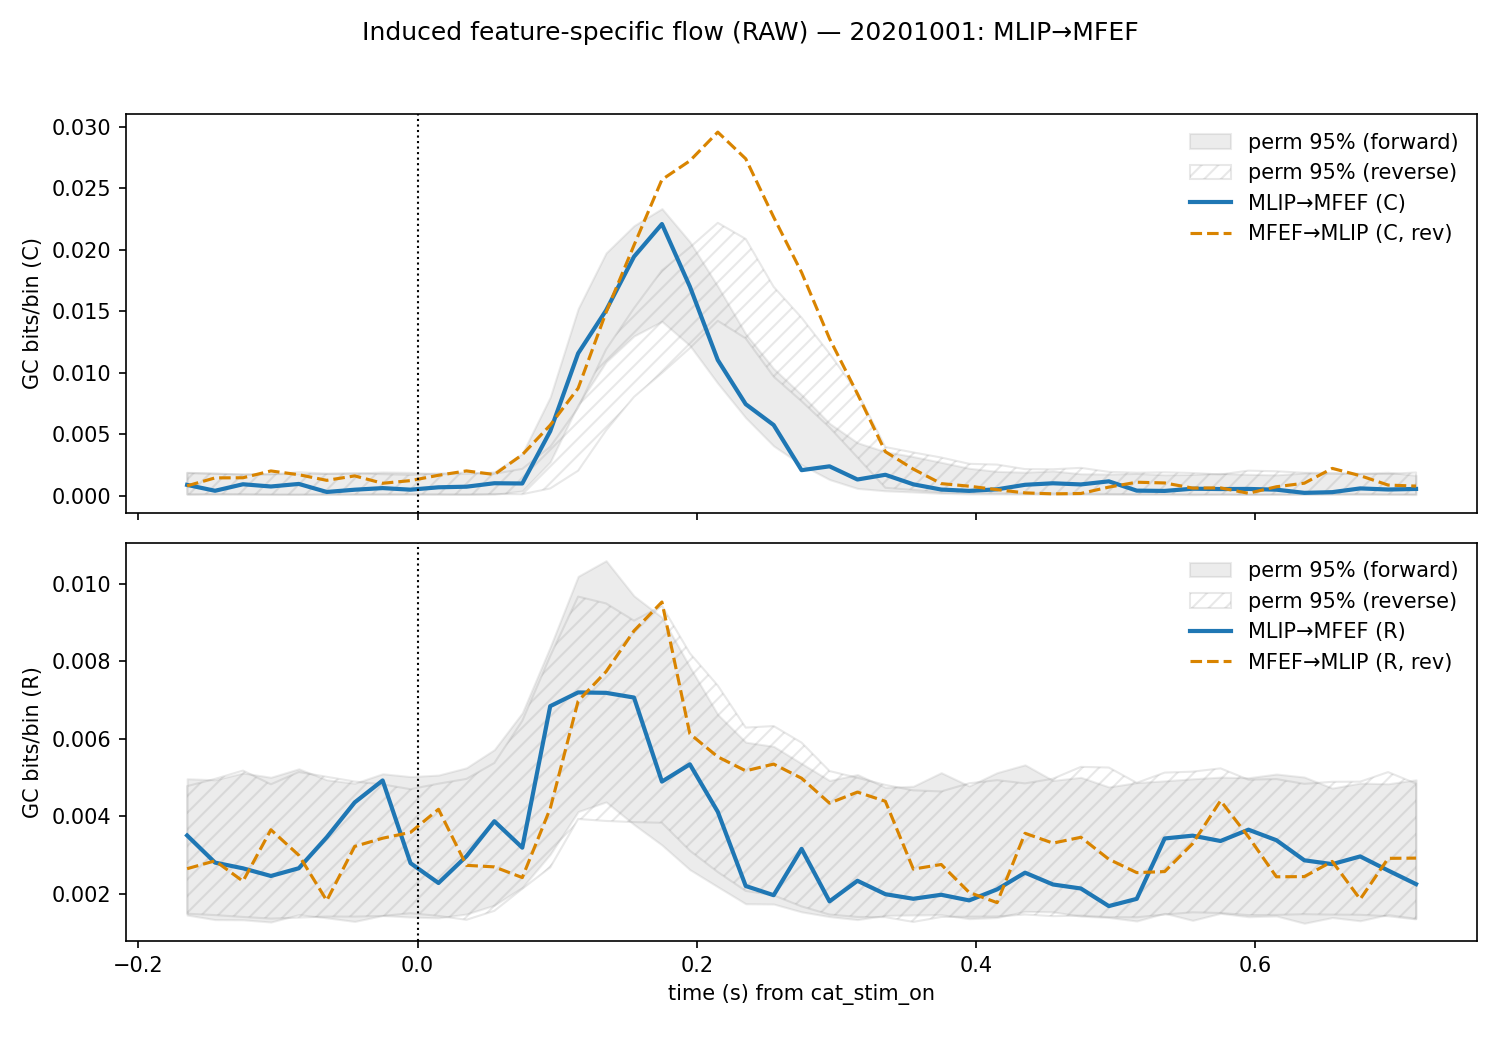 Induced feature-specific flow (RAW) — 20201001: MLIP→MFEF
GC bits/bin (C)
0.030
0.025
0.020
0.015
0.010
0.005
0.000
perm 95% (forward)
perm 95% (reverse)
MLIP→MFEF (C)
MFEF→MLIP (C, rev)
GC bits/bin (R)
0.010
0.008
0.006
0.004
0.002
perm 95% (forward)
perm 95% (reverse)
MLIP→MFEF (R)
MFEF→MLIP (R, rev)
−0.2 0.0 0.2 0.4 0.6
time (s) from cat_stim_on